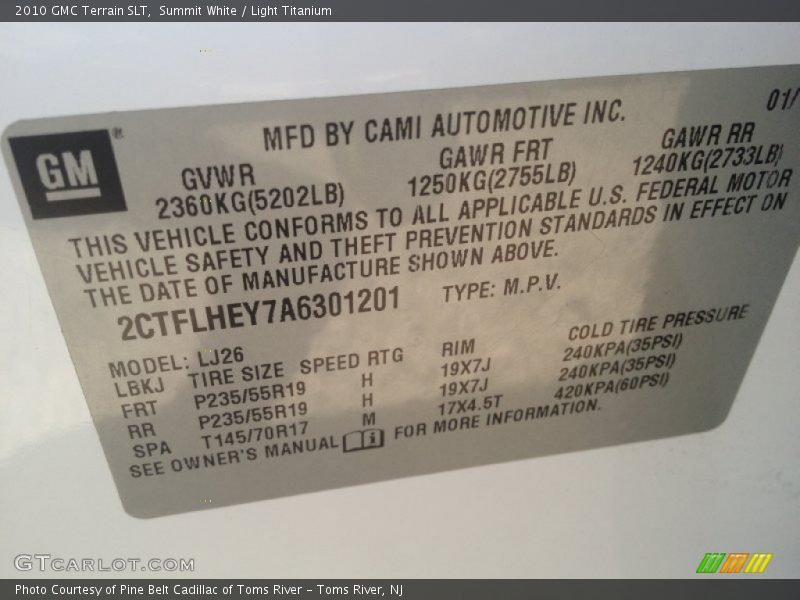 2010 GMC Terrain SLT,  Summit White / Light Titanium
MFD BY CAMI AUTOMOTIVE INC. 01/
GM®
GVWR GAWR FRT GAWR RR
2360KG(5202LB) 1250KG(2755LB) 1240KG(2733LB)
THIS VEHICLE CONFORMS TO ALL APPLICABLE U.S. FEDERAL MOTOR
VEHICLE SAFETY AND THEFT PREVENTION STANDARDS IN EFFECT ON
THE DATE OF MANUFACTURE SHOWN ABOVE.
2CTFLHEY7A6301201 TYPE: M.P.V.
MODEL: LJ26
LBKJ TIRE SIZE SPEED RTG RIM COLD TIRE PRESSURE
FRT P235/55R19 H 19X7J 240KPA(35PSI)
RR P235/55R19 H 19X7J 240KPA(35PSI)
SPA T145/70R17 M 17X4.5T 420KPA(60PSI)
SEE OWNER'S MANUAL i FOR MORE INFORMATION.
GTCARLOT.COM
Photo Courtesy of Pine Belt Cadillac of Toms River – Toms River, NJ